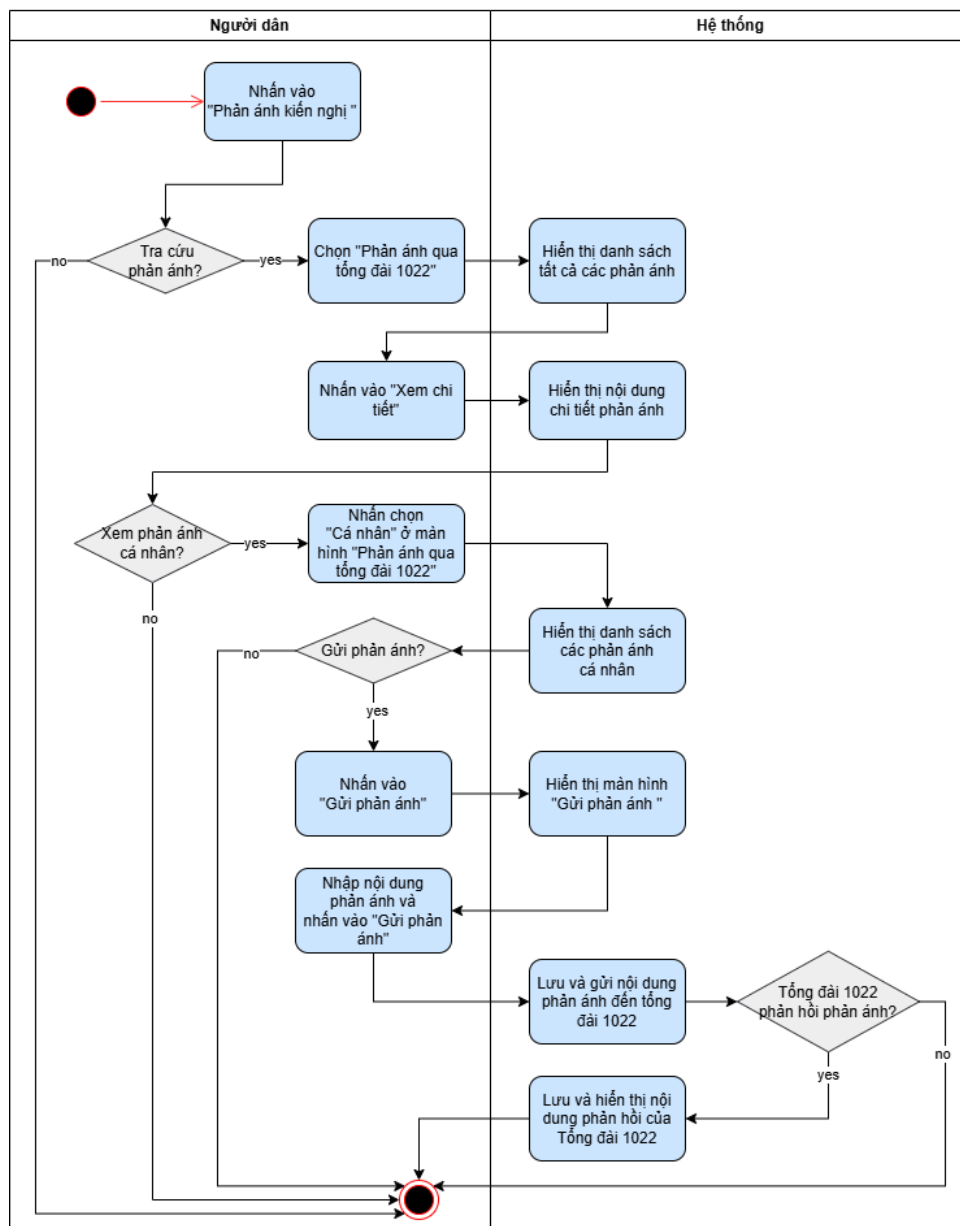 Người dân
Hệ thống
Nhấn vào
"Phản ánh kiến nghị "
Tra cứu
phản ánh?
no
yes
Chọn "Phản ánh qua
tổng đài 1022"
Hiển thị danh sách
tất cả các phản ánh
Nhấn vào "Xem chi
tiết"
Hiển thị nội dung
chi tiết phản ánh
Xem phản ánh
cá nhân?
yes
no
Nhấn chọn
"Cá nhân" ở màn
hình "Phản ánh qua
tổng đài 1022"
Hiển thị danh sách
các phản ánh
cá nhân
Gửi phản ánh?
no
yes
Nhấn vào
"Gửi phản ánh"
Hiển thị màn hình
"Gửi phản ánh "
Nhập nội dung
phản ánh và
nhấn vào "Gửi phản
ánh"
Lưu và gửi nội dung
phản ánh đến tổng
đài 1022
Tổng đài 1022
phản hồi phản ánh?
no
yes
Lưu và hiển thị nội
dung phản hồi của
Tổng đài 1022